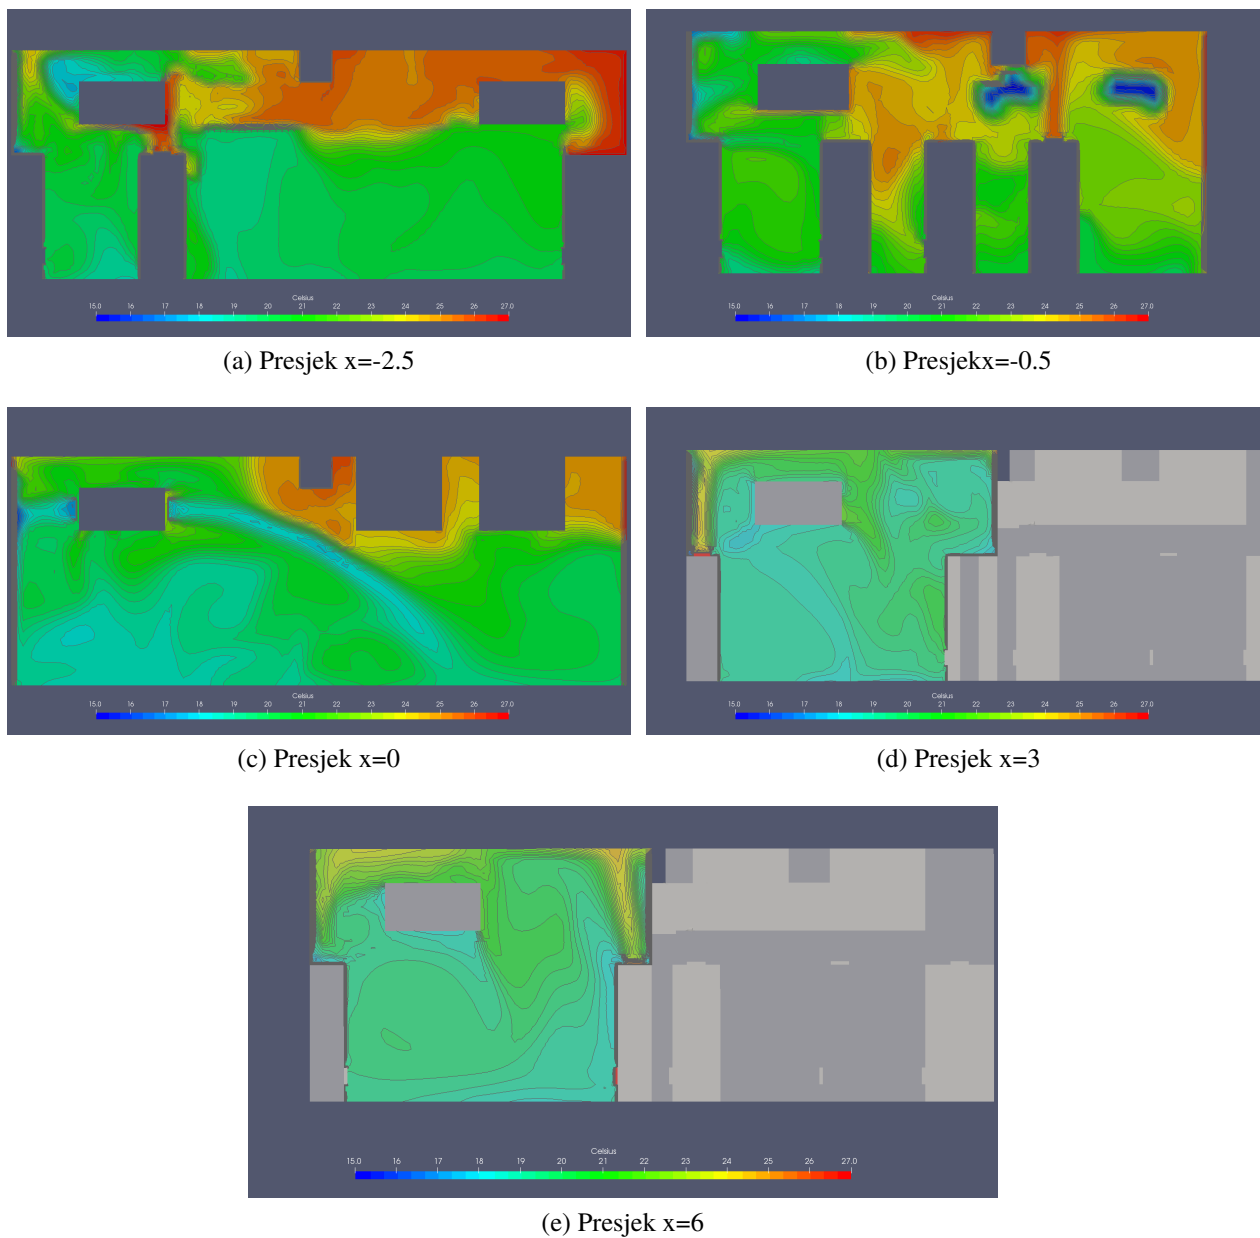 Celsius
15.0 16 17 18 19 20 21 22 23 24 25 26 27.0
Celsius
15.0 16 17 18 19 20 21 22 23 24 25 26 27.0
(a) Presjek x=-2.5
(b) Presjekx=-0.5
Celsius
15.0 16 17 18 19 20 21 22 23 24 25 26 27.0
Celsius
15.0 16 17 18 19 20 21 22 23 24 25 26 27.0
(c) Presjek x=0
(d) Presjek x=3
Celsius
15.0 16 17 18 19 20 21 22 23 24 25 26 27.0
(e) Presjek x=6